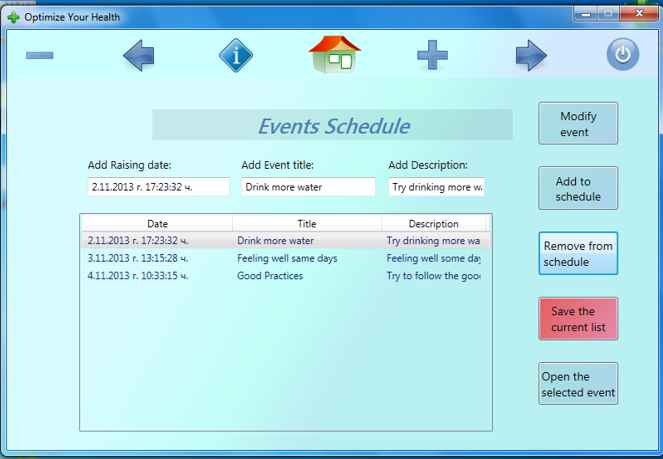 Optimize Your Health
Events Schedule
Add Raising date: Add Event title: Add Description:
2.11.2013 г. 17:23:32 ч. Drink more water Try drinking more wa
Date Title Description
2.11.2013 г. 17:23:32 ч. Drink more water Try drinking more wa
3.11.2013 г. 13:15:28 ч. Feeling well same days Feeling well some day
4.11.2013 г. 10:33:15 ч. Good Practices Try to follow the good
Modify
event
Add to
schedule
Remove from
schedule
Save the
current list
Open the
selected event